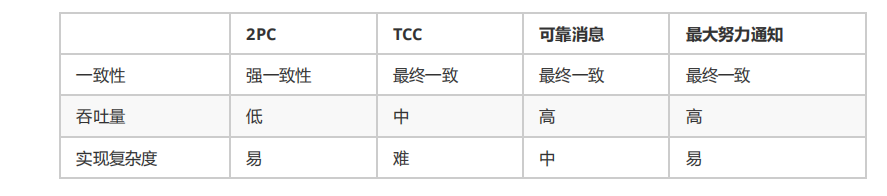 2PC TCC 可靠消息 最大努力通知
一致性 强一致性 最终一致 最终一致 最终一致
吞吐量 低 中 高 高
实现复杂度 易 难 中 易